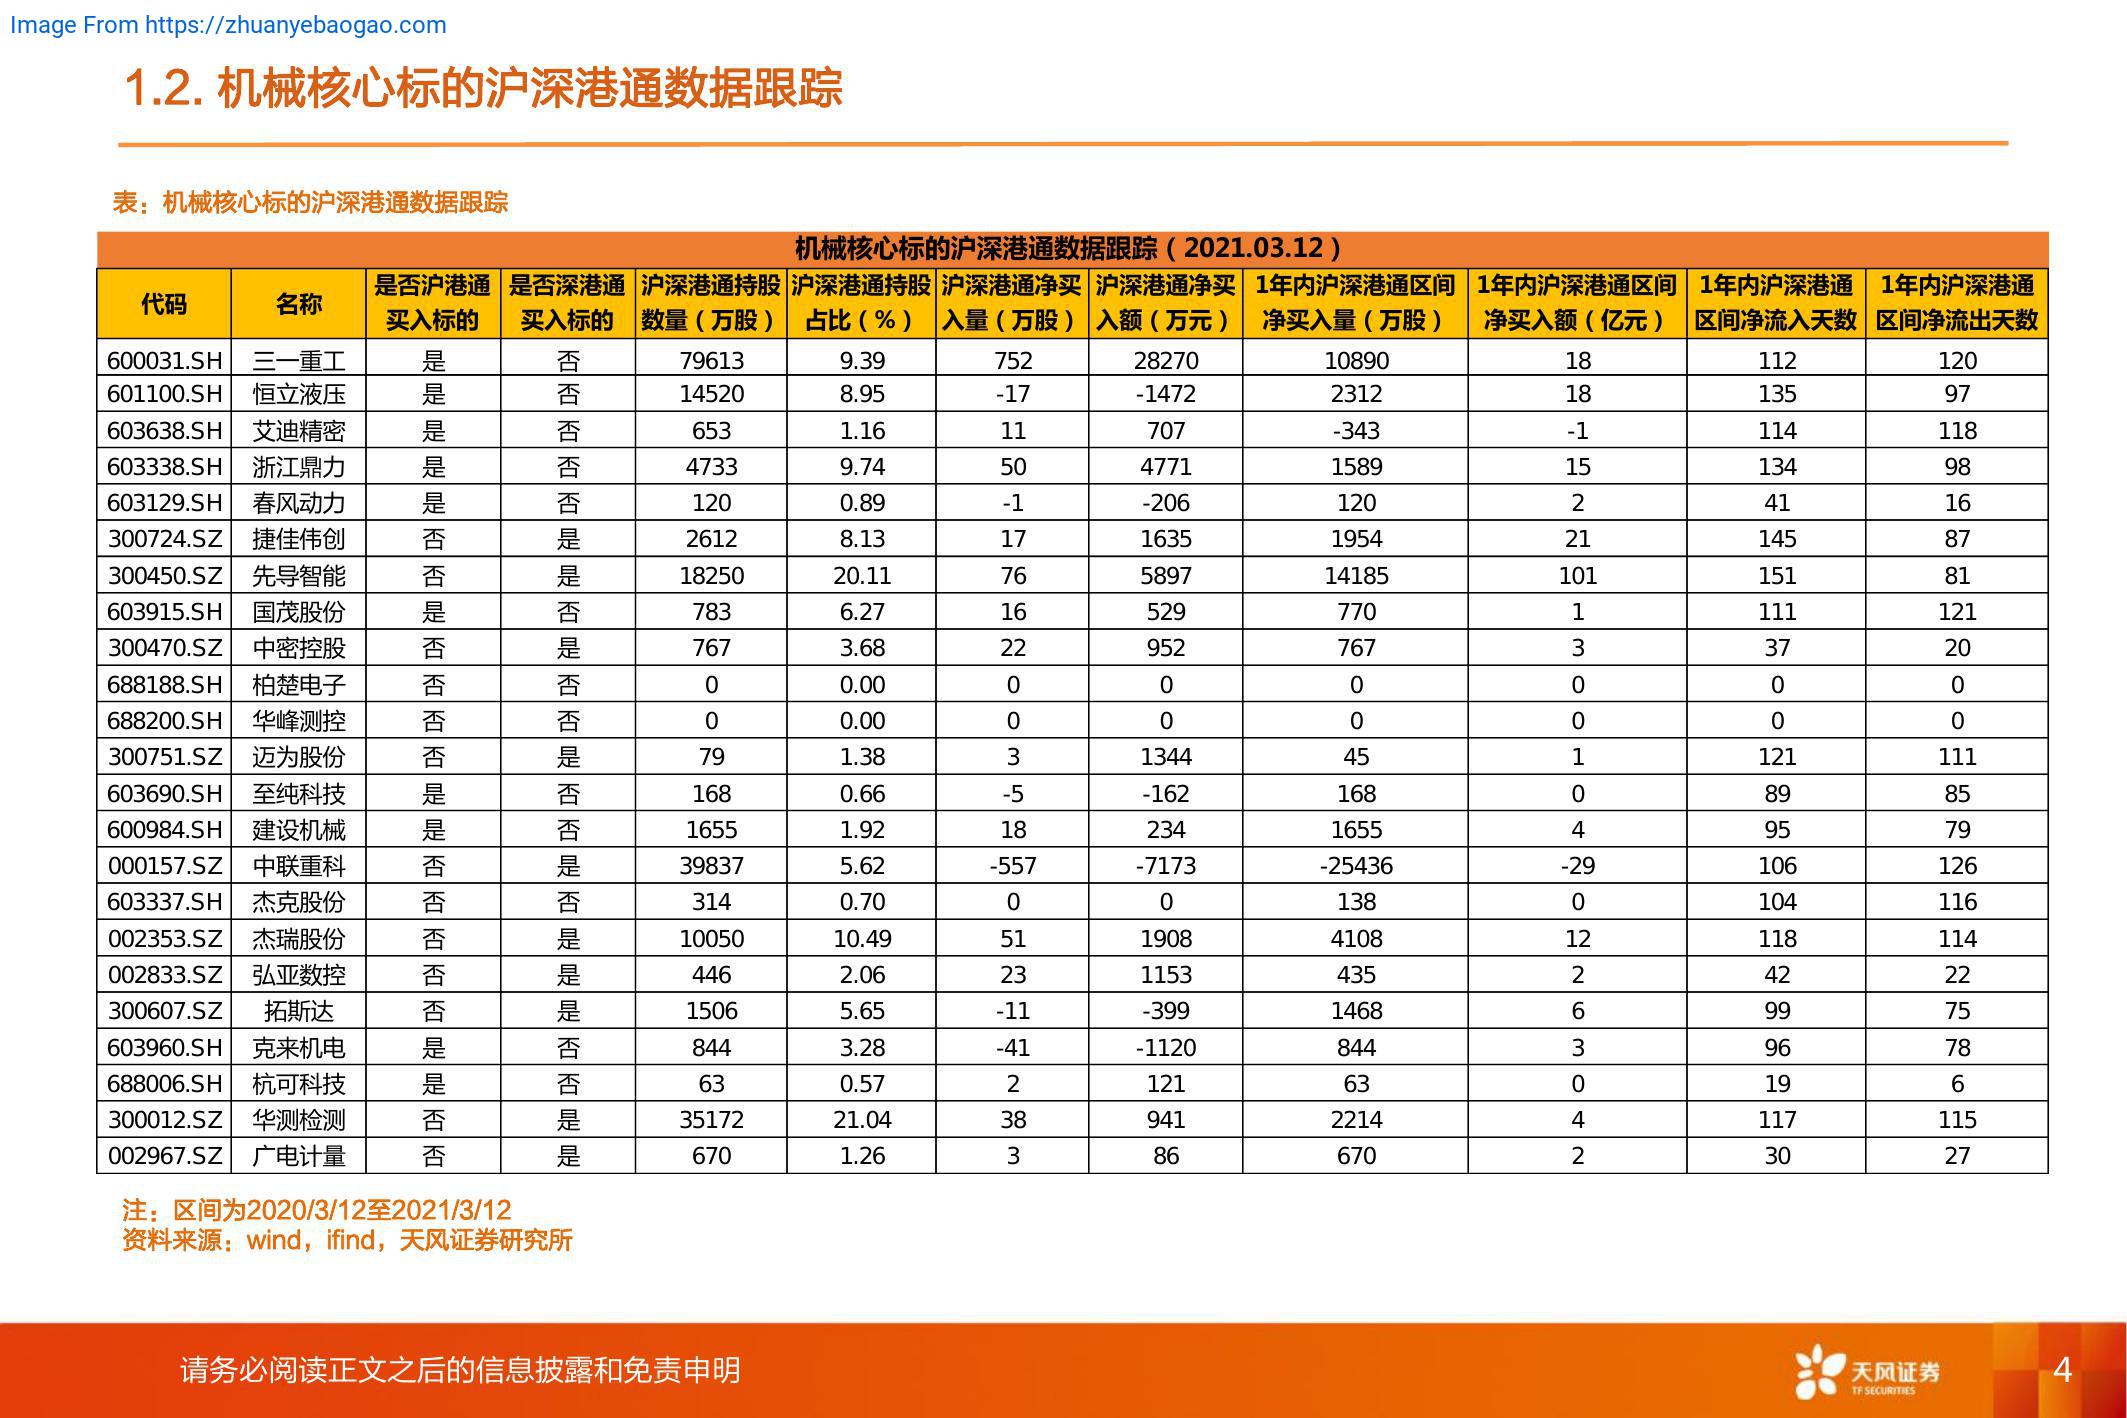 Image From https://zhuanyebaogao.com
1.2. 机械核心标的沪深港通数据跟踪
表：机械核心标的沪深港通数据跟踪
机械核心标的沪深港通数据跟踪（2021.03.12）
代码 名称 是否沪港通买入标的 是否深港通买入标的 沪深港通持股数量（万股） 沪深港通持股占比（%） 沪深港通净买入量（万股） 沪深港通净买入额（万元） 1年内沪深港通区间净买入量（万股） 1年内沪深港通区间净买入额（亿元） 1年内沪深港通区间净流入天数 1年内沪深港通区间净流出天数
600031.SH 三一重工 是 否 79613 9.39 752 28270 10890 18 112 120
601100.SH 恒立液压 是 否 14520 8.95 -17 -1472 2312 18 135 97
603638.SH 艾迪精密 是 否 653 1.16 11 707 -343 -1 114 118
603338.SH 浙江鼎力 是 否 4733 9.74 50 4771 1589 15 134 98
603129.SH 春风动力 是 否 120 0.89 -1 -206 120 2 41 16
300724.SZ 捷佳伟创 否 是 2612 8.13 17 1635 1954 21 145 87
300450.SZ 先导智能 否 是 18250 20.11 76 5897 14185 101 151 81
603915.SH 国茂股份 是 否 783 6.27 16 529 770 1 111 121
300470.SZ 中密控股 否 是 767 3.68 22 952 767 3 37 20
688188.SH 柏楚电子 否 否 0 0.00 0 0 0 0 0 0
688200.SH 华峰测控 否 否 0 0.00 0 0 0 0 0 0
300751.SZ 迈为股份 否 是 79 1.38 3 1344 45 1 121 111
603690.SH 至纯科技 是 否 168 0.66 -5 -162 168 0 89 85
600984.SH 建设机械 是 否 1655 1.92 18 234 1655 4 95 79
000157.SZ 中联重科 否 是 39837 5.62 -557 -7173 -25436 -29 106 126
603337.SH 杰克股份 否 否 314 0.70 0 0 138 0 104 116
002353.SZ 杰瑞股份 否 是 10050 10.49 51 1908 4108 12 118 114
002833.SZ 弘亚数控 否 是 446 2.06 23 1153 435 2 42 22
300607.SZ 拓斯达 否 是 1506 5.65 -11 -399 1468 6 99 75
603960.SH 克来机电 是 否 844 3.28 -41 -1120 844 3 96 78
688006.SH 杭可科技 是 否 63 0.57 2 121 63 0 19 6
300012.SZ 华测检测 否 是 35172 21.04 38 941 2214 4 117 115
002967.SZ 广电计量 否 是 670 1.26 3 86 670 2 30 27
注：区间为2020/3/12至2021/3/12
资料来源：wind，ifind，天风证券研究所
请务必阅读正文之后的信息披露和免责申明
天风证券
TF SECURITIES
4